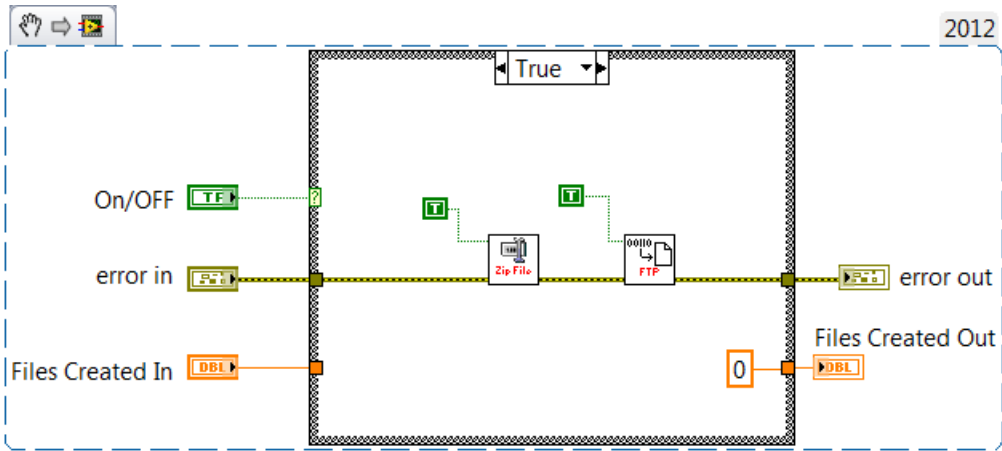 2012
True
On/OFF
TF
?
T
T
Zip File
00110
FTP
error in
error out
Files Created In
DBL
0
Files Created Out
DBL